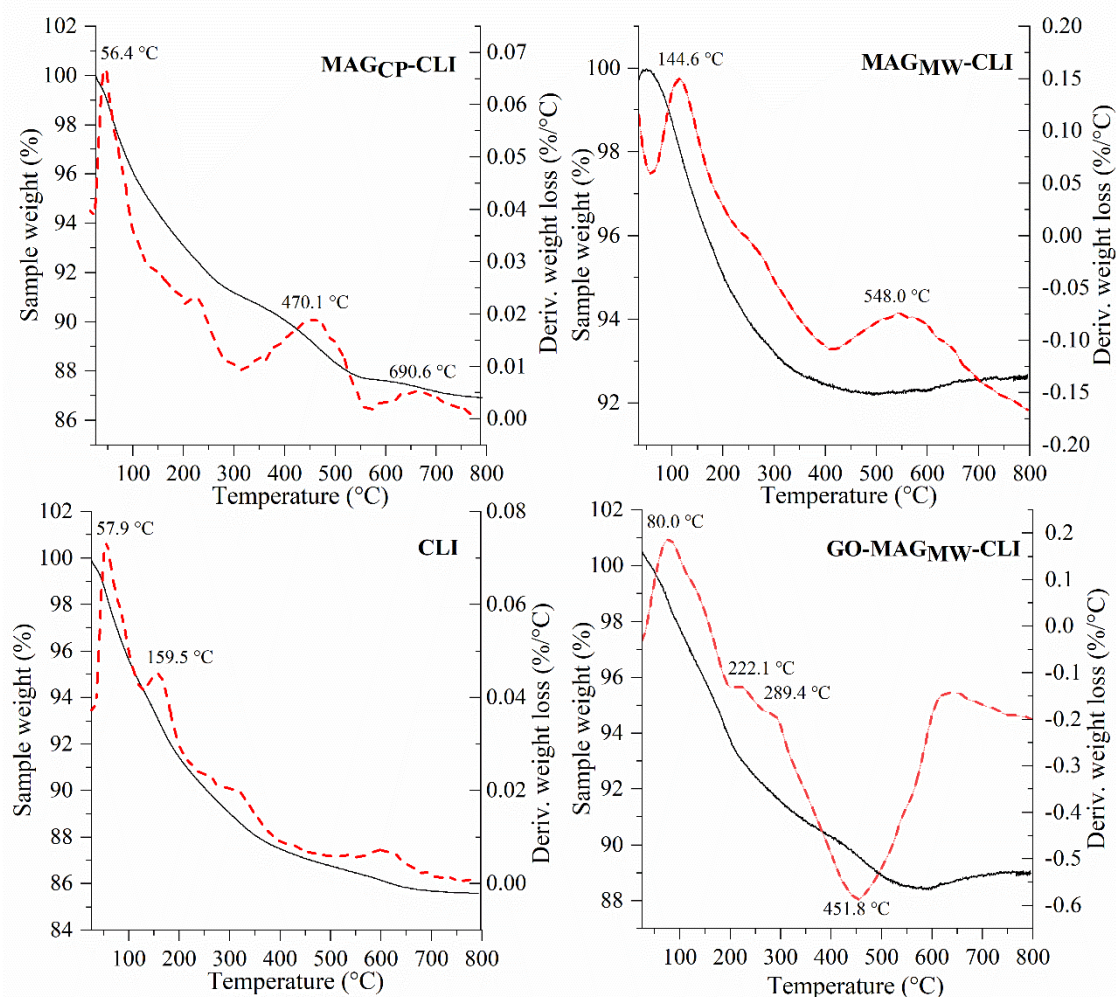 102
100
98
96
94
92
90
88
86
Sample weight (%)
56.4 °C
470.1 °C
690.6 °C
MAGCP-CLI
0.07
0.06
0.05
0.04
0.03
0.02
0.01
0.00
Deriv. weight loss (%/°C)
100 200 300 400 500 600 700 800
Temperature (°C)
100
98
96
94
92
Sample weight (%)
144.6 °C
548.0 °C
MAGMW-CLI
0.20
0.15
0.10
0.05
0.00
-0.05
-0.10
-0.15
-0.20
Deriv. weight loss (%/°C)
100 200 300 400 500 600 700 800
Temperature (°C)
102
100
98
96
94
92
90
88
86
84
Sample weight (%)
57.9 °C
159.5 °C
CLI
0.08
0.06
0.04
0.02
0.00
Deriv. weight loss (%/°C)
100 200 300 400 500 600 700 800
Temperature (°C)
102
100
98
96
94
92
90
88
Sample weight (%)
80.0 °C
222.1 °C
289.4 °C
451.8 °C
GO-MAGMW-CLI
0.2
0.1
0.0
-0.1
-0.2
-0.3
-0.4
-0.5
-0.6
Deriv. weight loss (%/°C)
100 200 300 400 500 600 700 800
Temperature (°C)